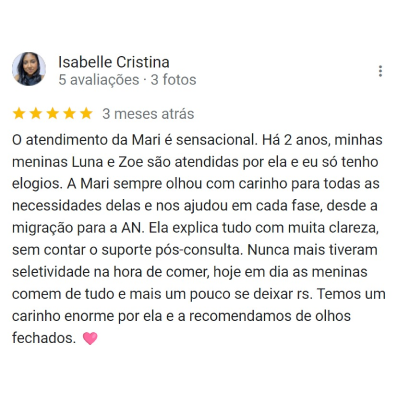 Isabelle Cristina
5 avaliações · 3 fotos
3 meses atrás
O atendimento da Mari é sensacional. Há 2 anos, minhas
meninas Luna e Zoe são atendidas por ela e eu só tenho
elogios. A Mari sempre olhou com carinho para todas as
necessidades delas e nos ajudou em cada fase, desde a
migração para a AN. Ela explica tudo com muita clareza,
sem contar o suporte pós-consulta. Nunca mais tiveram
seletividade na hora de comer, hoje em dia as meninas
comem de tudo e mais um pouco se deixar rs. Temos um
carinho enorme por ela e a recomendamos de olhos
fechados. 💗